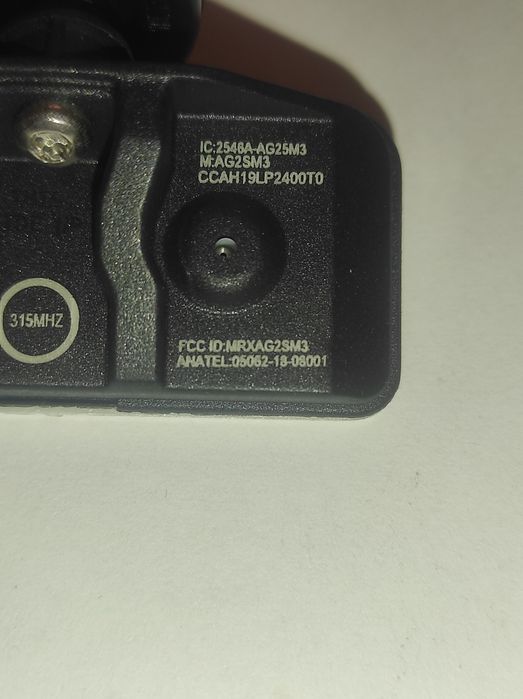 IC:2546A-AG25M3
M:AG2SM3
CCAH19LP2400T0
315MHZ
FCC ID:MRXAG2SM3
ANATEL:05062-18-08001